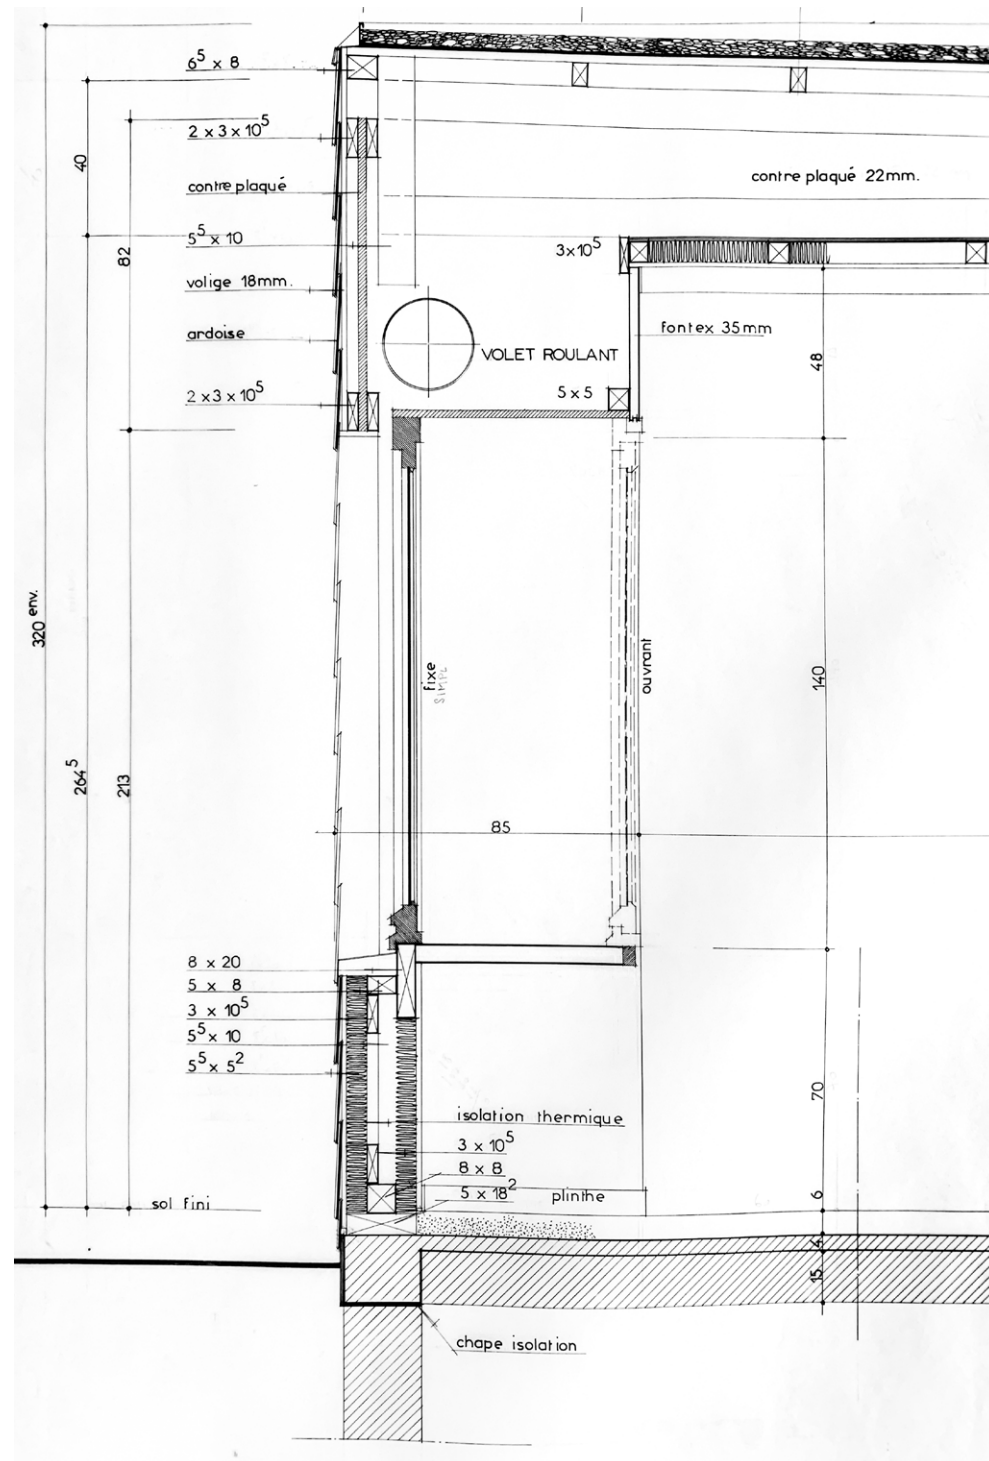 6⁵ x 8
2 x 3 x 10⁵
40
contre plaqué
contre plaqué 22mm.
5⁵ x 10
3x10⁵
82
volige 18mm.
ardoise
fontex 35mm
VOLET ROULANT
48
2 x 3 x 10⁵
5 x 5
320 env.
fixe
SIMPL
ouvrant
140
264⁵
213
85
8 x 20
5 x 8
3 x 10⁵
5⁵ x 10
5⁵ x 5²
70
isolation thermique
3 x 10⁵
8 x 8
5 x 18²
plinthe
6
sol fini
4
15
chape isolation